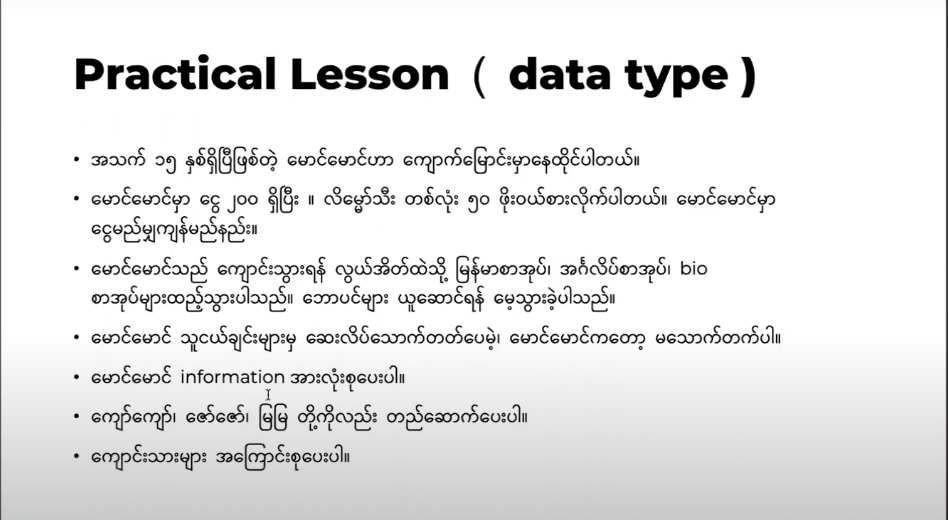 Practical Lesson ( data type )
• အသက် ၁၅ နှစ်ရှိပြီဖြစ်တဲ့ မောင်မောင်ဟာ ကျောက်မြောင်းမှာနေထိုင်ပါတယ်။
• မောင်မောင်မှာ ငွေ ၂၀၀ ရှိပြီး ။ လိမ္မော်သီး တစ်လုံး ၅၀ ဖိုးဝယ်စားလိုက်ပါတယ်။ မောင်မောင်မှာ
ငွေမည်မျှကျန်မည်နည်း။
• မောင်မောင်သည် ကျောင်းသွားရန် လွယ်အိတ်ထဲသို့ မြန်မာစာအုပ်၊ အင်္ဂလိပ်စာအုပ်၊ bio
စာအုပ်များထည့်သွားပါသည်။ ဘောပင်များ ယူဆောင်ရန် မေ့သွားခဲ့ပါသည်။
• မောင်မောင် သူငယ်ချင်းများမှ ဆေးလိပ်သောက်တတ်ပေမဲ့၊ မောင်မောင်ကတော့ မသောက်တက်ပါ။
• မောင်မောင် information အားလုံးစုပေးပါ။
• ကျော်ကျော်၊ ဇော်ဇော်၊ မြမြ တို့ကိုလည်း တည်ဆောက်ပေးပါ။
• ကျောင်းသားများ အကြောင်းစုပေးပါ။